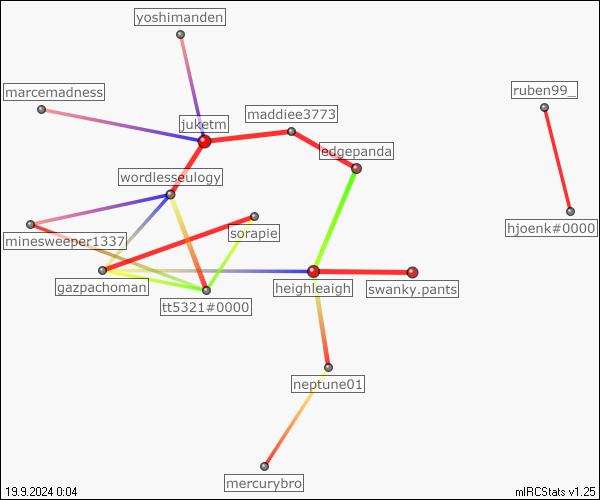 yoshimanden
marcemadness
ruben99_
maddiee3773
juketm
edgepanda
wordlesseulogy
hjoenk#0000
sorapie
minesweeper1337
gazpachoman
heighleaigh
swanky.pants
tt5321#0000
neptune01
mercurybro
19.9.2024 0:04
mIRCStats v1.25